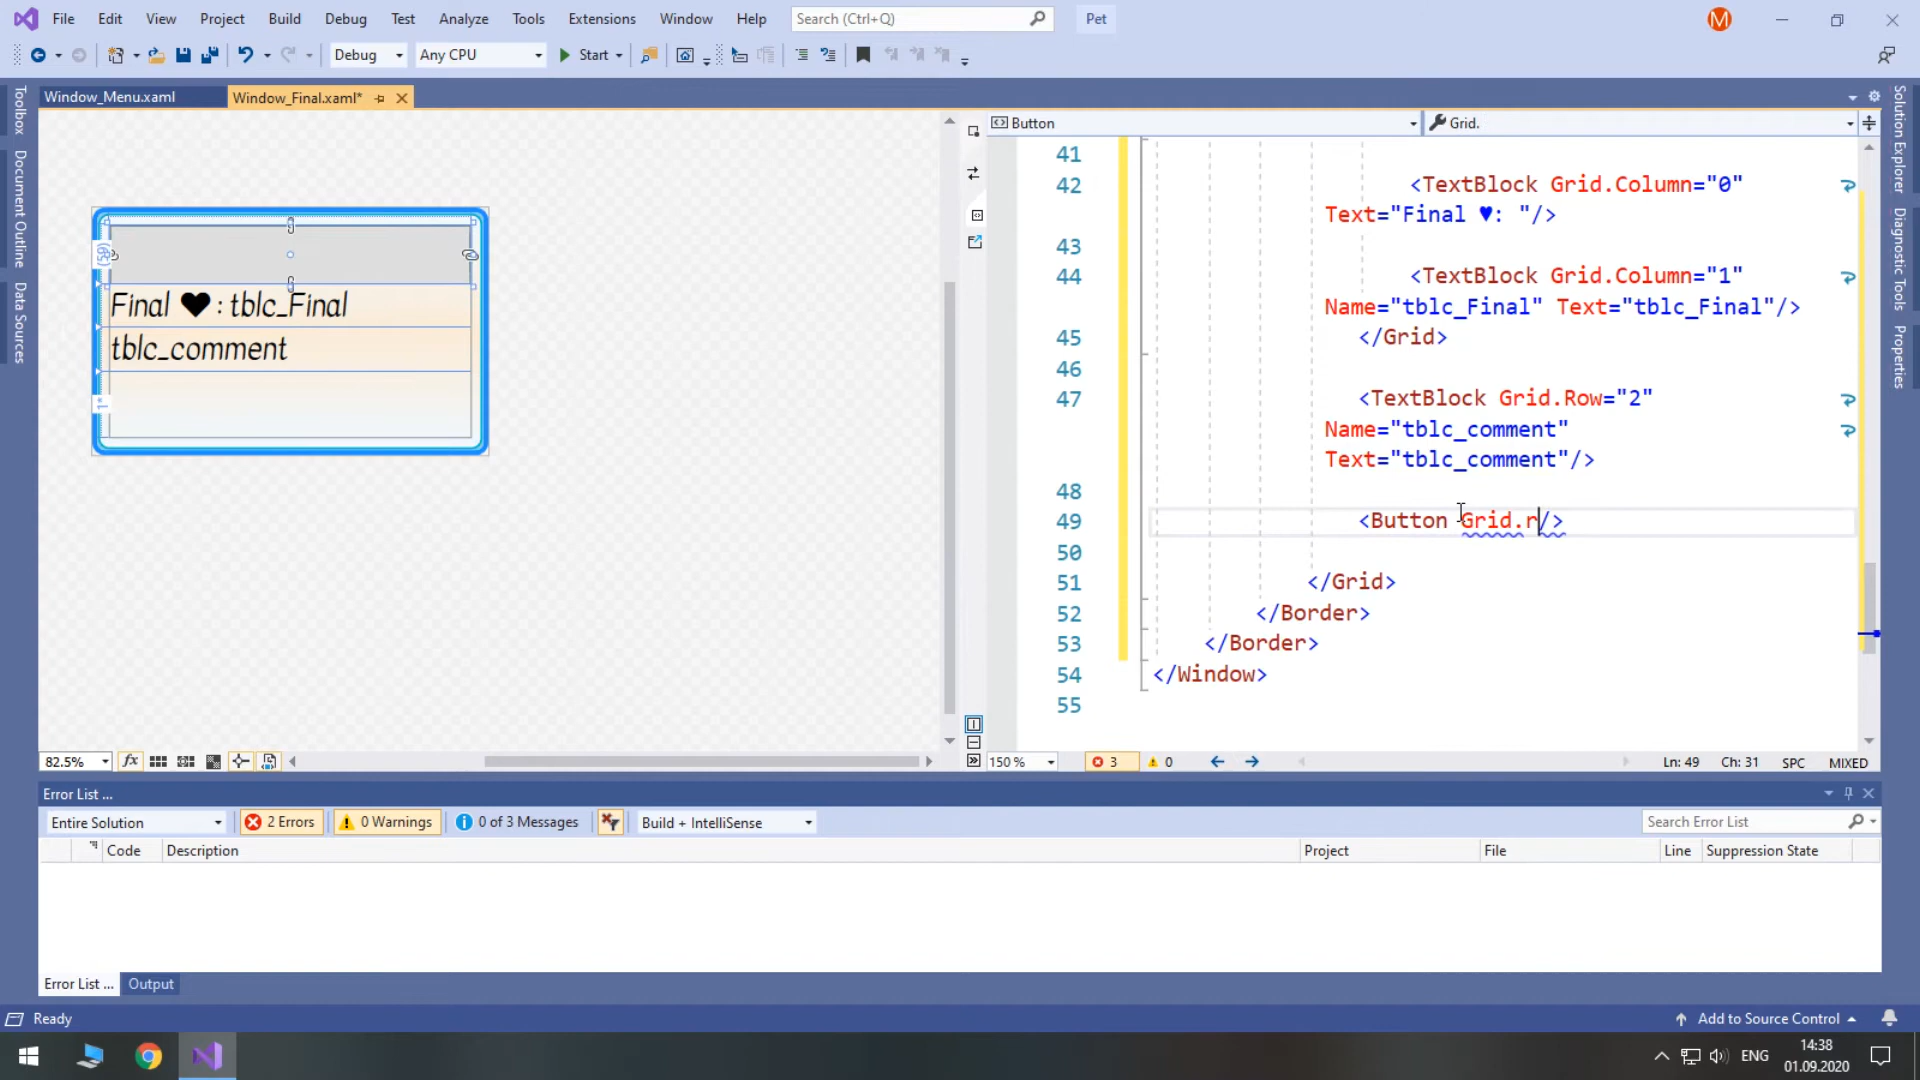 File Edit View Project Build Debug Test Analyze Tools Extensions Window Help Search (Ctrl+Q) Pet M
Debug Any CPU Start
Window_Menu.xaml Window_Final.xaml*
Toolbox
Document Outline
Data Sources
Final ♥: tblc_Final
tblc_comment
1*
82.5%
Button Grid.
41
42 <TextBlock Grid.Column="0"
Text="Final ♥: "/>
43
44 <TextBlock Grid.Column="1"
Name="tblc_Final" Text="tblc_Final"/>
45 </Grid>
46
47 <TextBlock Grid.Row="2"
Name="tblc_comment"
Text="tblc_comment"/>
48
49 <Button Grid.r/>
50
51 </Grid>
52 </Border>
53 </Border>
54 </Window>
55
150 % 3 0 Ln: 49 Ch: 31 SPC MIXED
Solution Explorer
Diagnostic Tools
Properties
Error List ...
Entire Solution 2 Errors 0 Warnings 0 of 3 Messages Build + IntelliSense Search Error List
Code Description Project File Line Suppression State
Error List ... Output
Ready Add to Source Control
ENG 14:38
01.09.2020